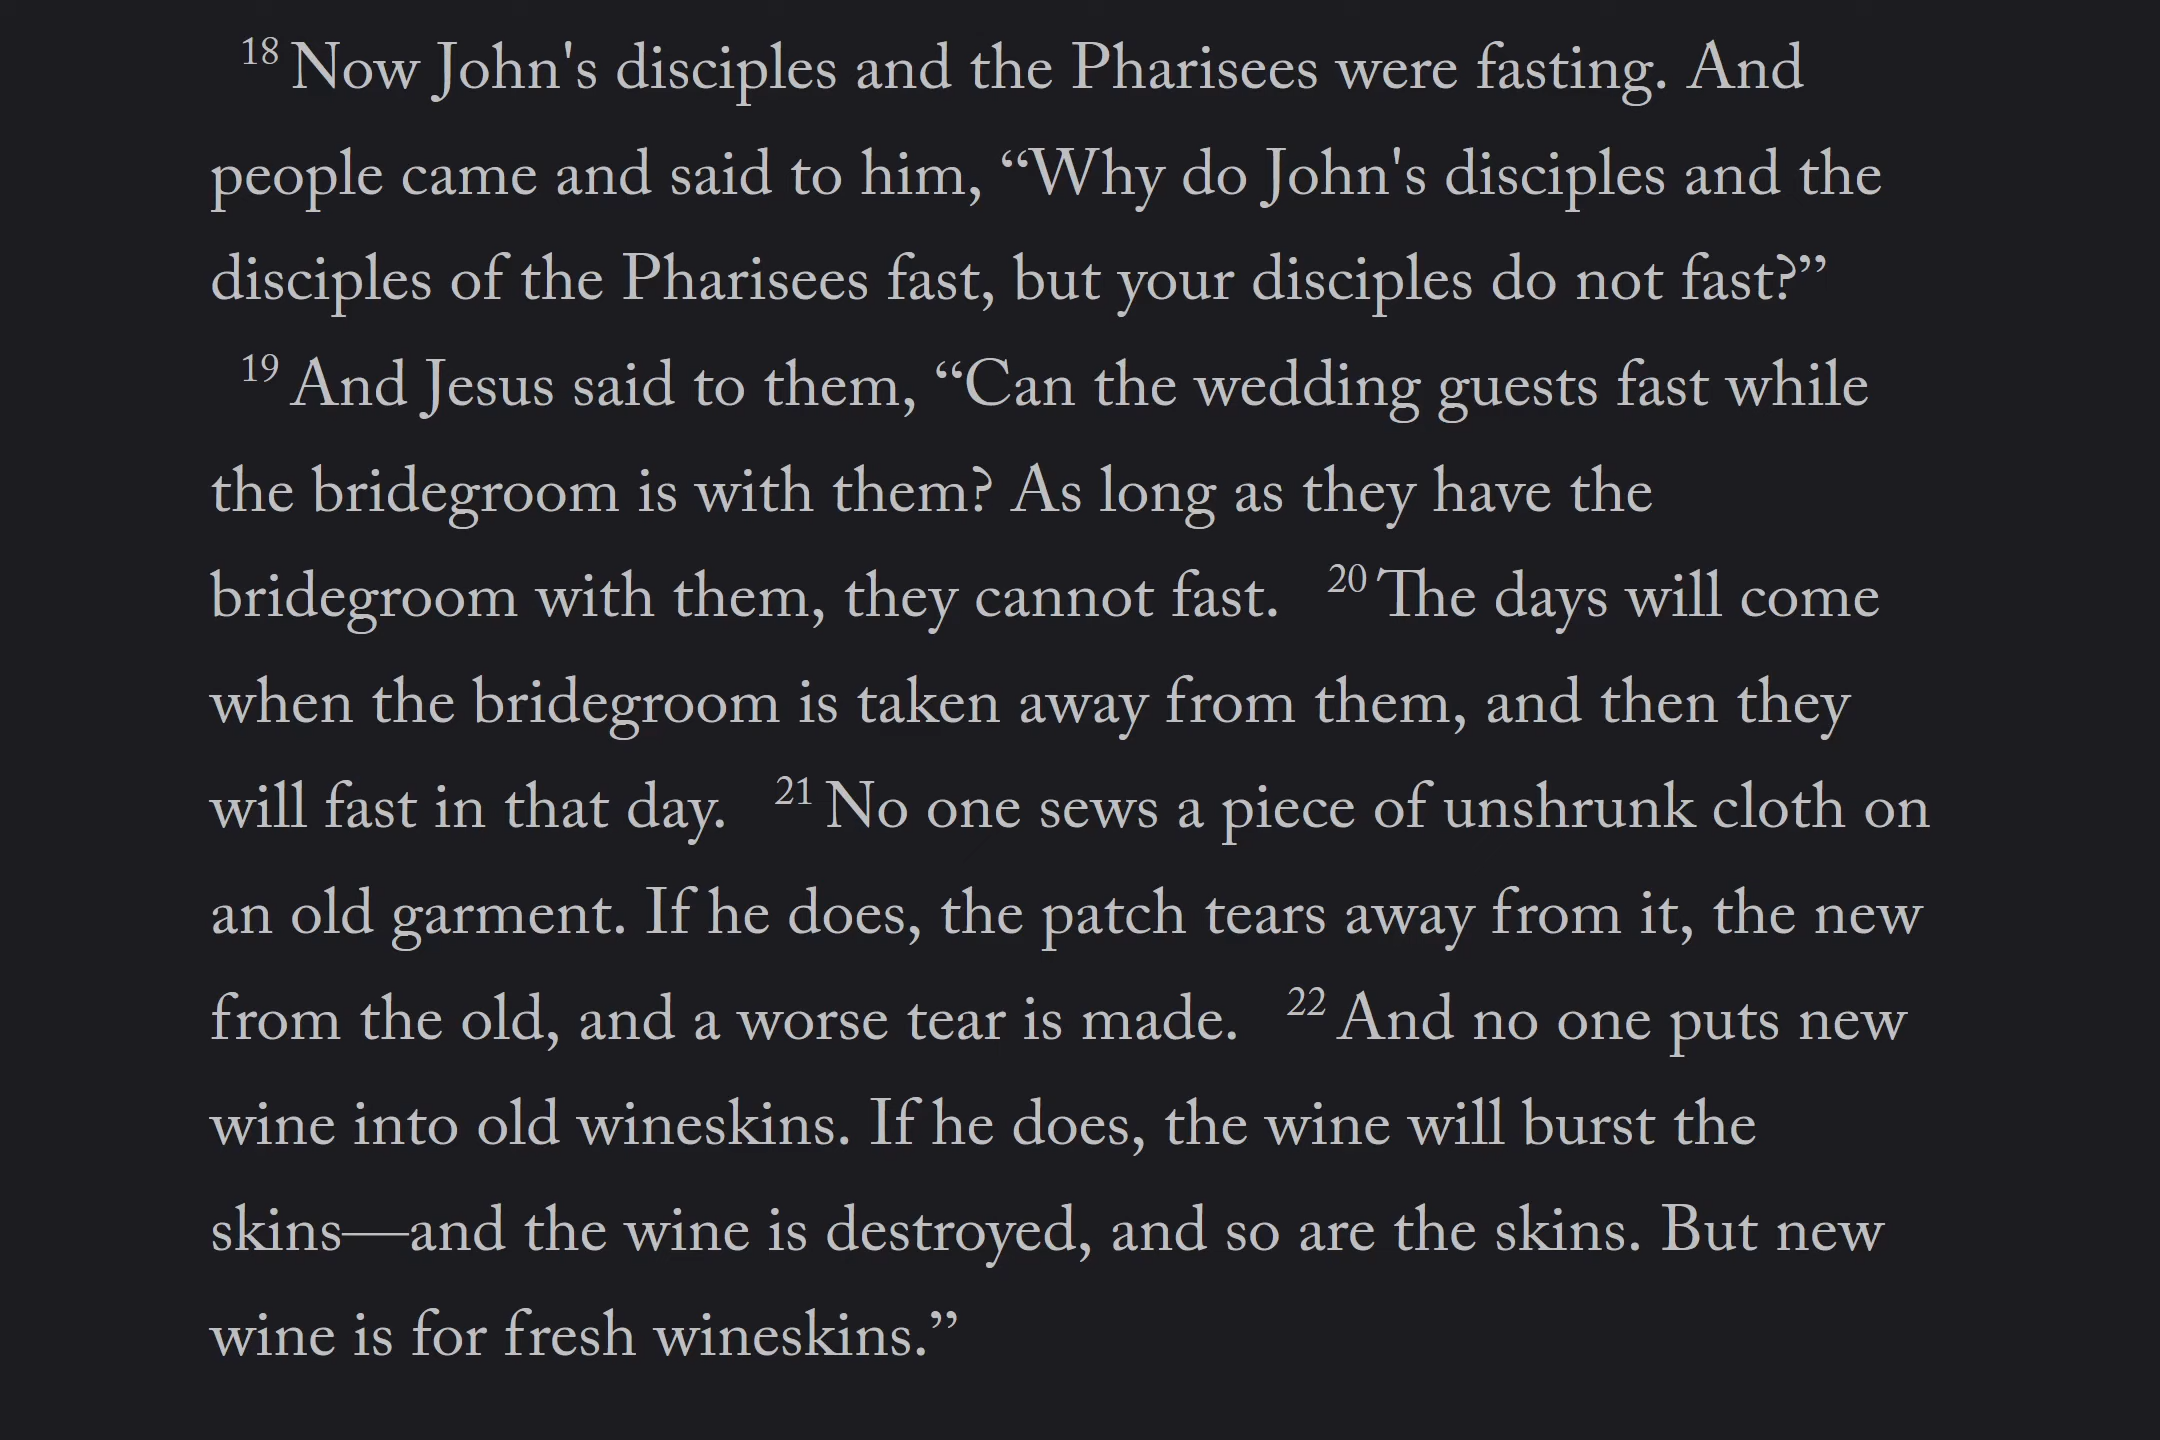 18 Now John's disciples and the Pharisees were fasting. And
people came and said to him, “Why do John's disciples and the
disciples of the Pharisees fast, but your disciples do not fast?”
19 And Jesus said to them, “Can the wedding guests fast while
the bridegroom is with them? As long as they have the
bridegroom with them, they cannot fast. 20 The days will come
when the bridegroom is taken away from them, and then they
will fast in that day. 21 No one sews a piece of unshrunk cloth on
an old garment. If he does, the patch tears away from it, the new
from the old, and a worse tear is made. 22 And no one puts new
wine into old wineskins. If he does, the wine will burst the
skins—and the wine is destroyed, and so are the skins. But new
wine is for fresh wineskins.”